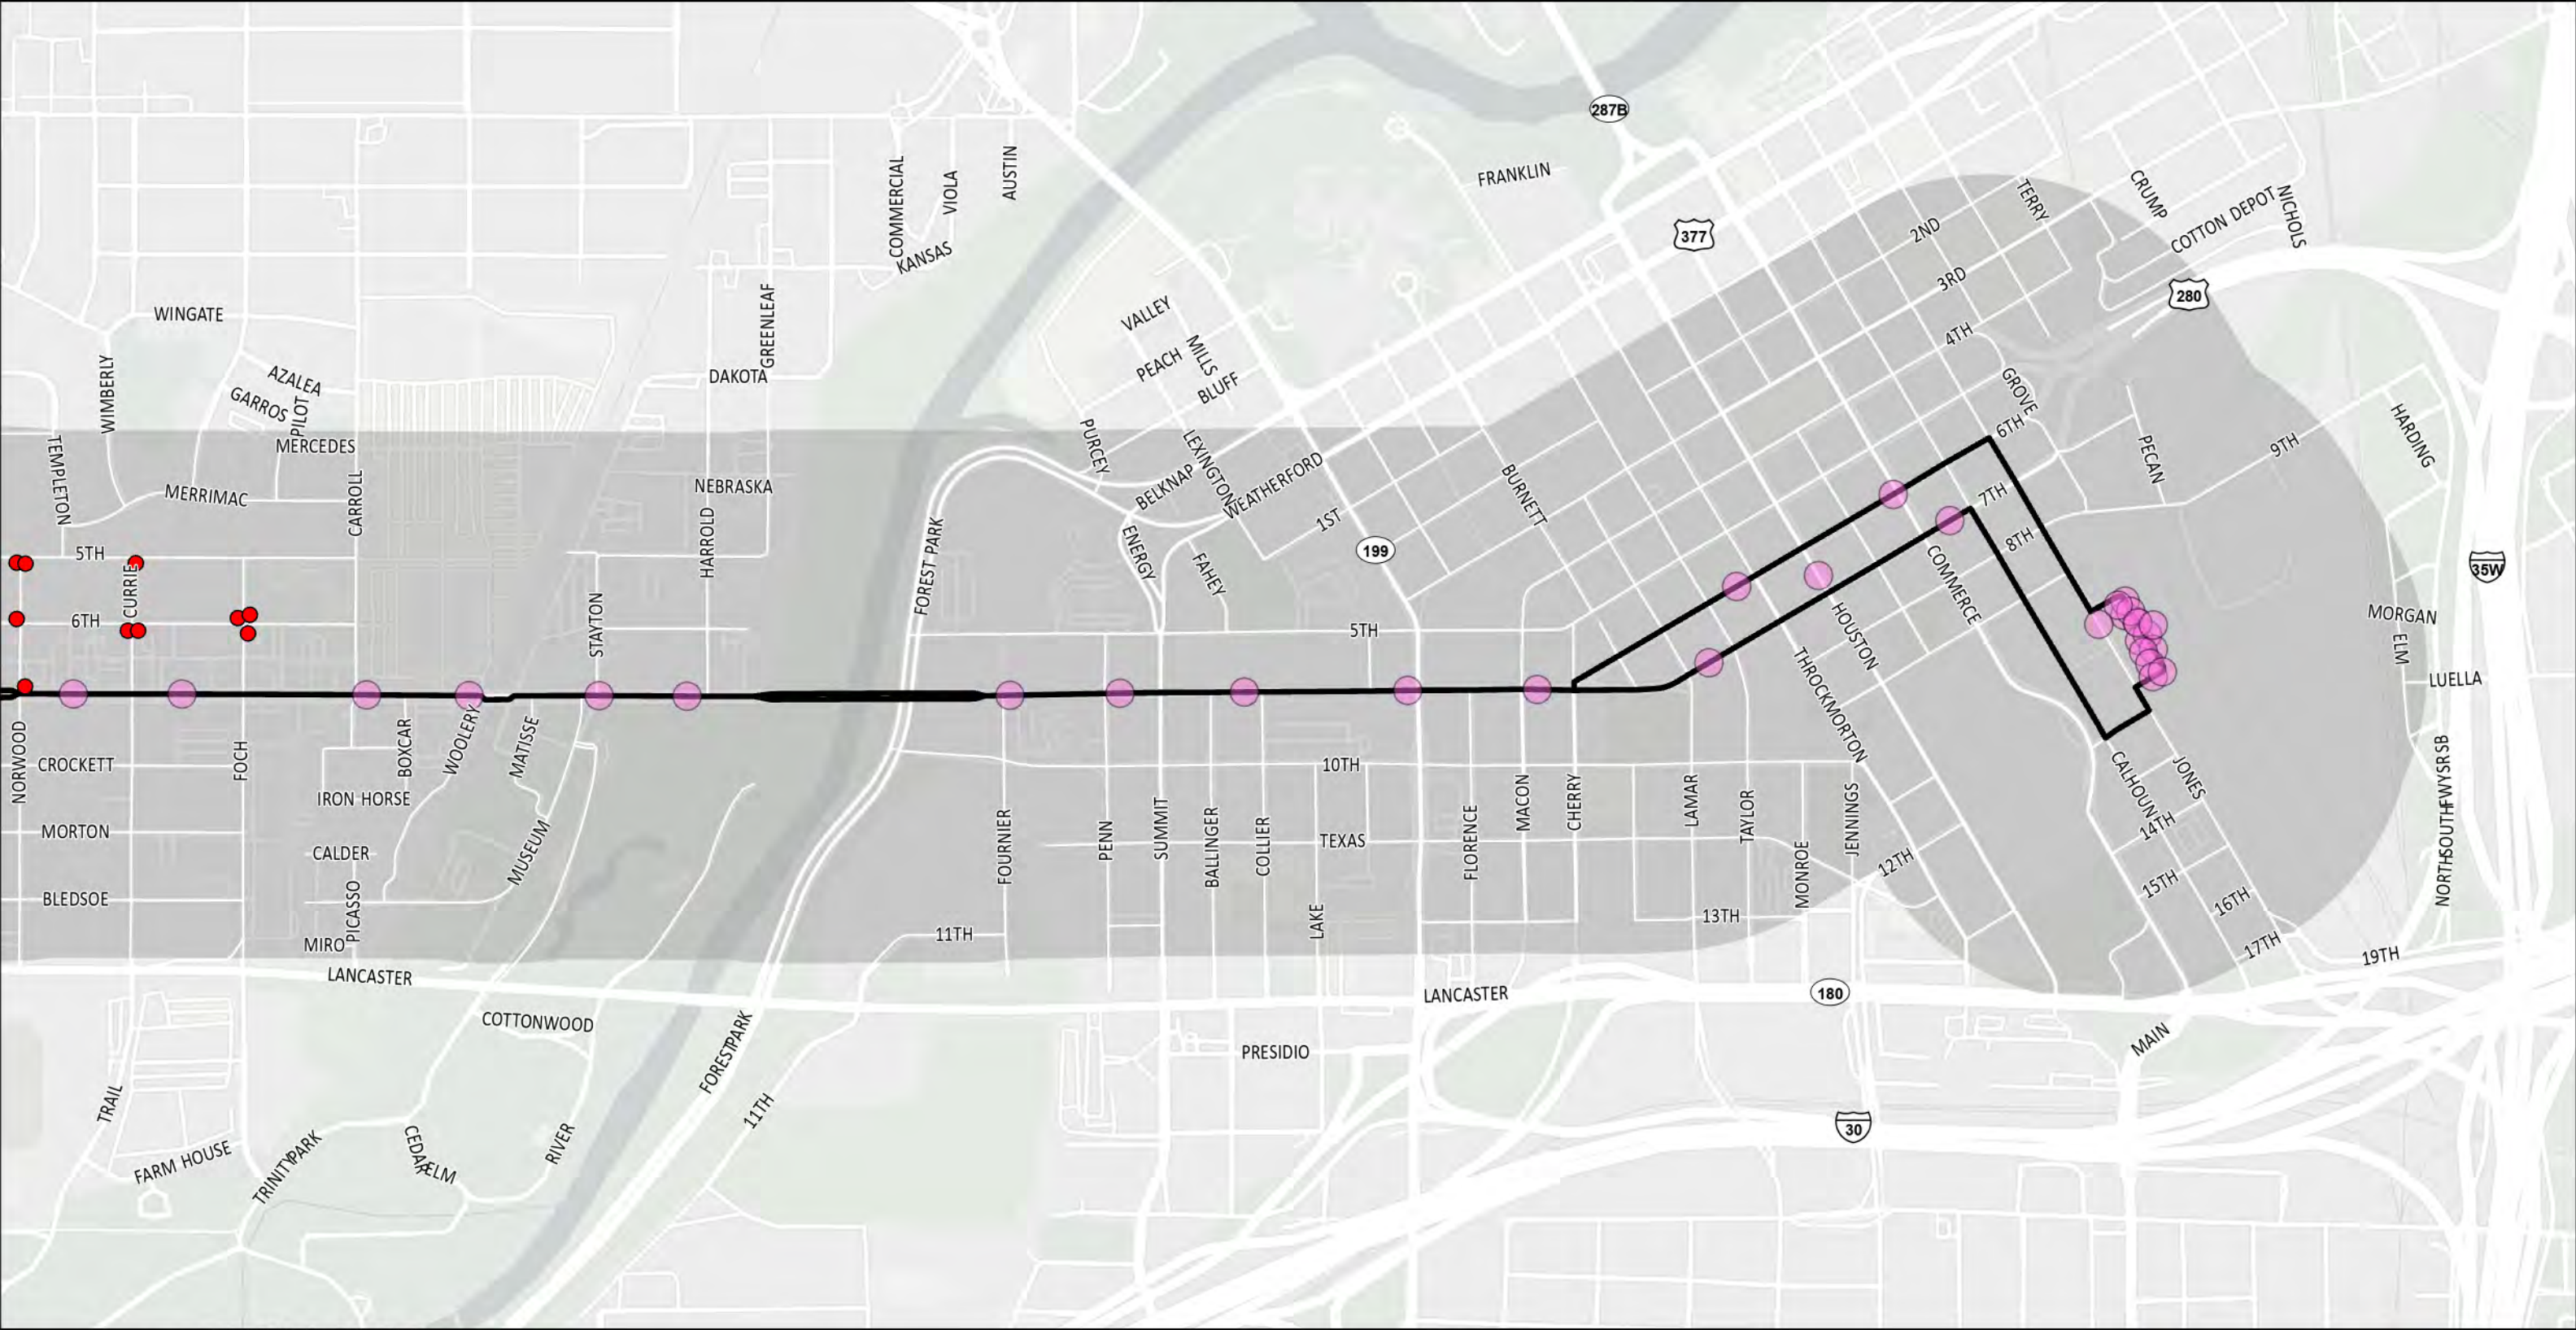 287B
FRANKLIN
COMMERCIAL
VIOLA
AUSTIN
KANSAS
377
2ND
TERRY
CRUMP
COTTON DEPOT
NICHOLS
3RD
280
4TH
WINGATE
GREENLEAF
VALLEY
MILLS
PEACH
BLUFF
WIMBERLY
AZALEA
GARROS
PILOT
DAKOTA
GROVE
6TH
HARDING
9TH
PECAN
MERCEDES
TEMPLETON
MERRIMAC
CARROLL
NEBRASKA
HARROLD
PURCEY
LEXINGTON
BELKNAP
WEATHERFORD
1ST
BURNETT
7TH
8TH
5TH
CURRIE
6TH
STAYTON
FOREST PARK
ENERGY
FAHEY
199
5TH
COMMERCE
HOUSTON
THROCKMORTON
35W
MORGAN
ELM
LUELLA
NORWOOD
CROCKETT
FOCH
BOXCAR
WOOLERY
MATISSE
IRON HORSE
MORTON
CALDER
MUSEUM
BLEDSOE
PICASSO
MIRO
10TH
FOURNIER
PENN
SUMMIT
BALLINGER
COLLIER
TEXAS
LAKE
FLORENCE
MACON
CHERRY
LAMAR
TAYLOR
MONROE
JENNINGS
12TH
13TH
11TH
CALHOUN
JONES
14TH
15TH
16TH
17TH
19TH
LANCASTER
LANCASTER
180
COTTONWOOD
FOREST PARK
11TH
PRESIDIO
MAIN
30
TRAIL
FARM HOUSE
TRINITY PARK
CEDAR ELM
RIVER